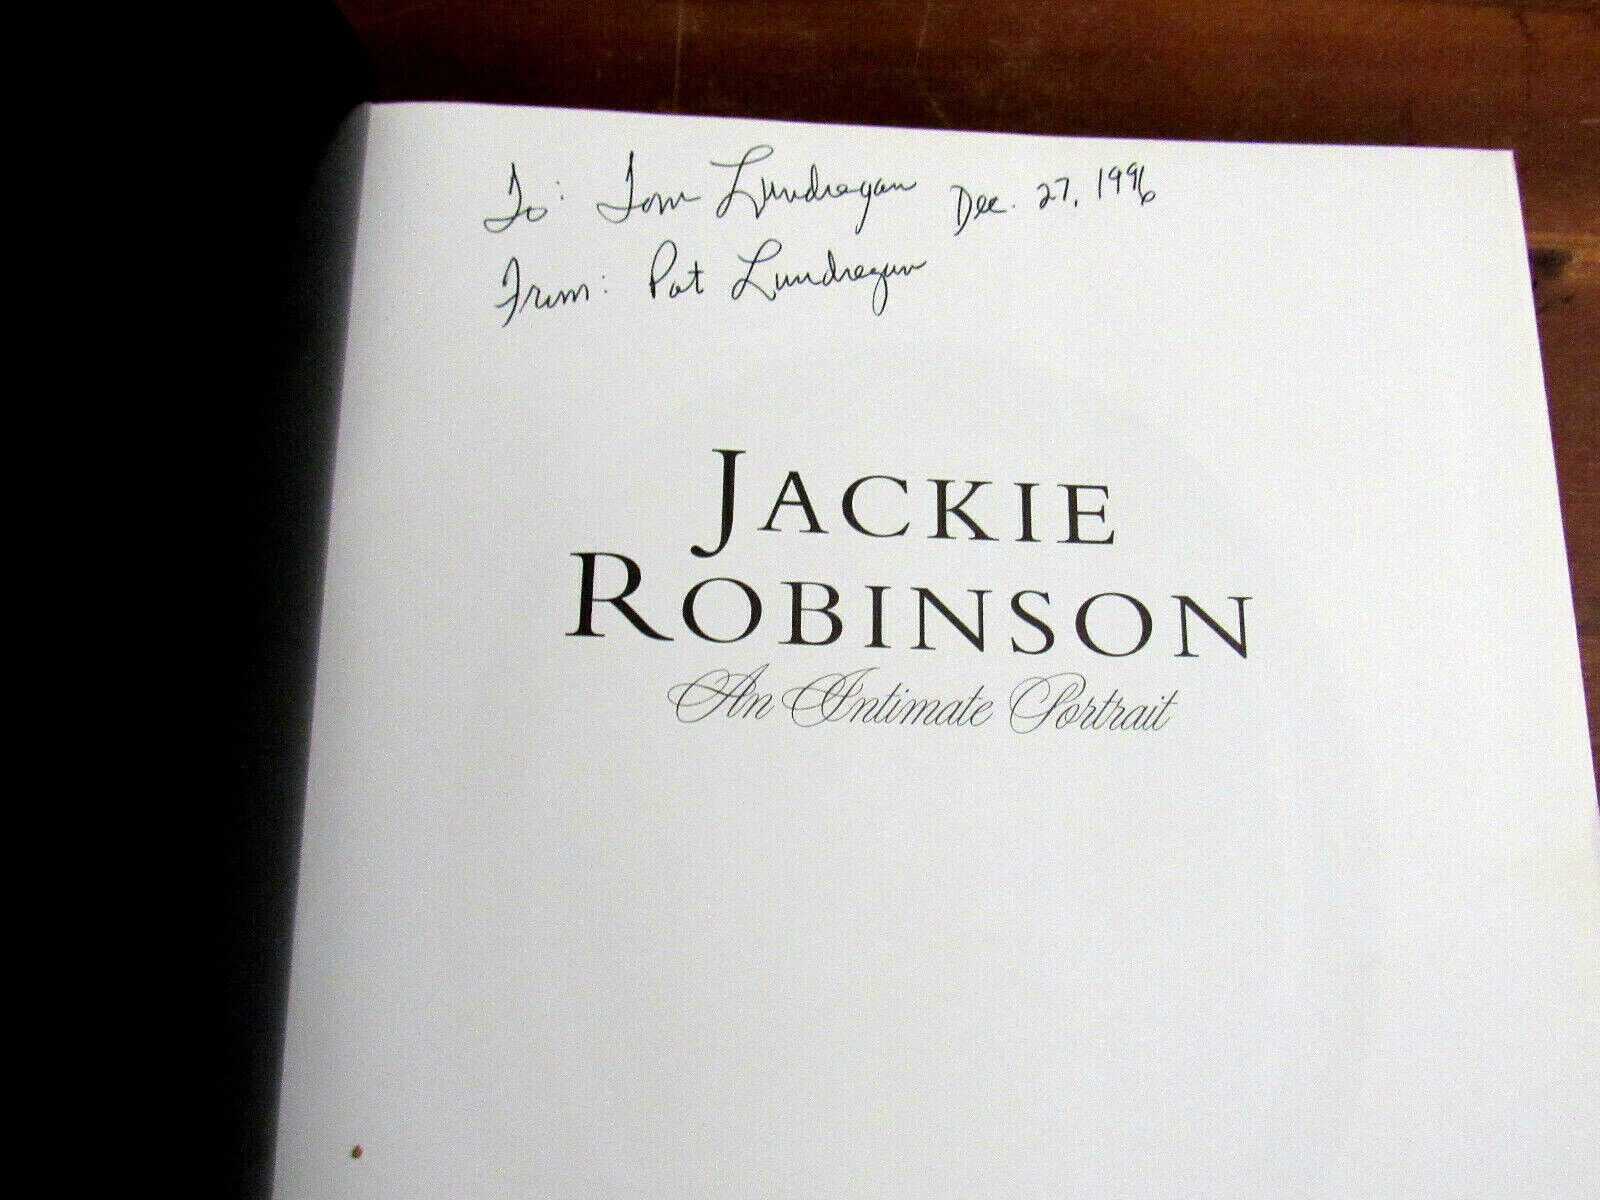 To: Tom Lundregan Dec. 27, 1996
From: Pat Lundregan
JACKIE
ROBINSON
An Intimate Portrait